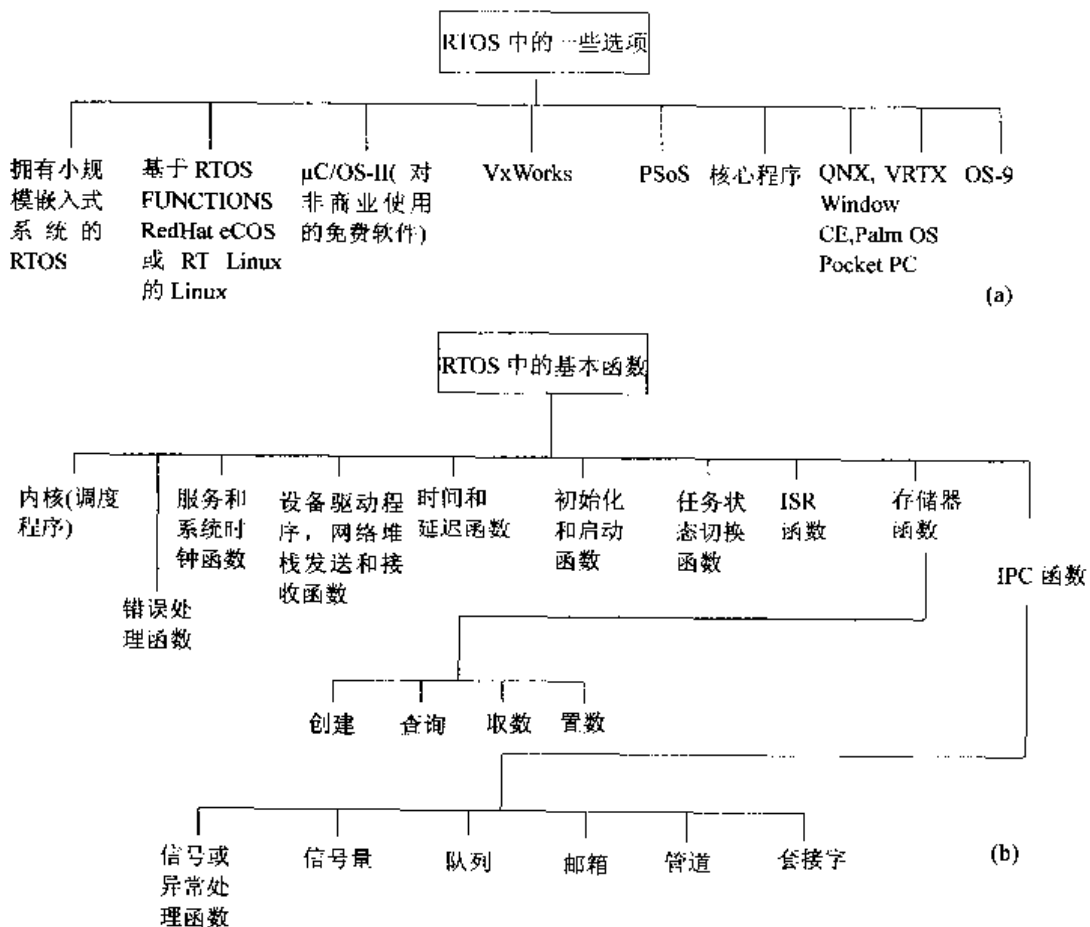 RTOS 中的一些选项
拥有小规
模嵌入式
系统的
RTOS
基于 RTOS
FUNCTIONS
RedHat eCOS
或 RT Linux
的 Linux
μC/OS-II( 对
非商业使用
的免费软件)
VxWorks
PSoS
核心程序
QNX, VRTX
Window
CE,Palm OS
Pocket PC
OS-9
(a)
RTOS 中的基本函数
内核(调度
程序)
错误处
理函数
服务和
系统时
钟函数
设备驱动程
序，网络堆
栈发送和接
收函数
时间和
延迟函数
初始化
和启动
函数
任务状
态切换
函数
ISR
函数
存储器
函数
IPC 函数
创建
查询
取数
置数
信号或
异常处
理函数
信号量
队列
邮箱
管道
套接字
(b)